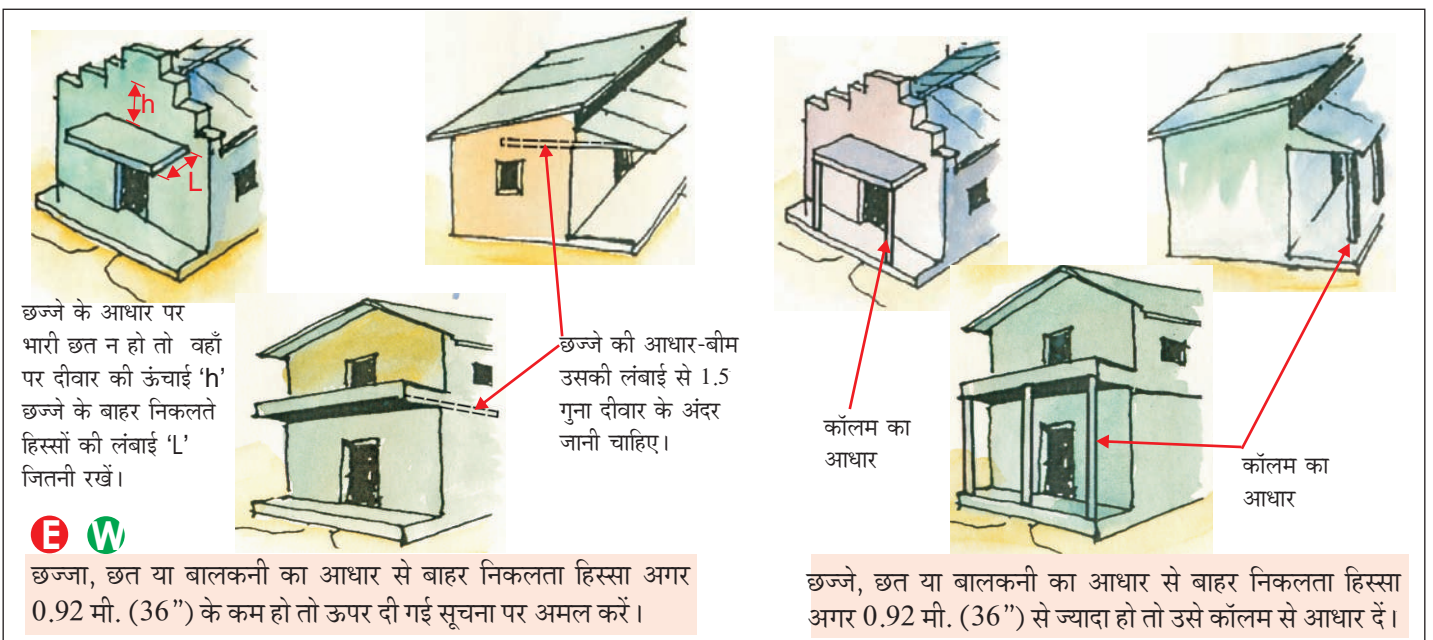 h
L
छज्जे के आधार पर
भारी छत न हो तो वहाँ
पर दीवार की ऊंचाई ‘h’
छज्जे के बाहर निकलते
हिस्सों की लंबाई ‘L’
जितनी रखें।
छज्जे की आधार-बीम
उसकी लंबाई से 1.5
गुना दीवार के अंदर
जानी चाहिए।
E W
छज्जा, छत या बालकनी का आधार से बाहर निकलता हिस्सा अगर
0.92 मी. (36”) के कम हो तो ऊपर दी गई सूचना पर अमल करें।
कॉलम का
आधार
कॉलम का
आधार
छज्जे, छत या बालकनी का आधार से बाहर निकलता हिस्सा
अगर 0.92 मी. (36”) से ज्यादा हो तो उसे कॉलम से आधार दें।